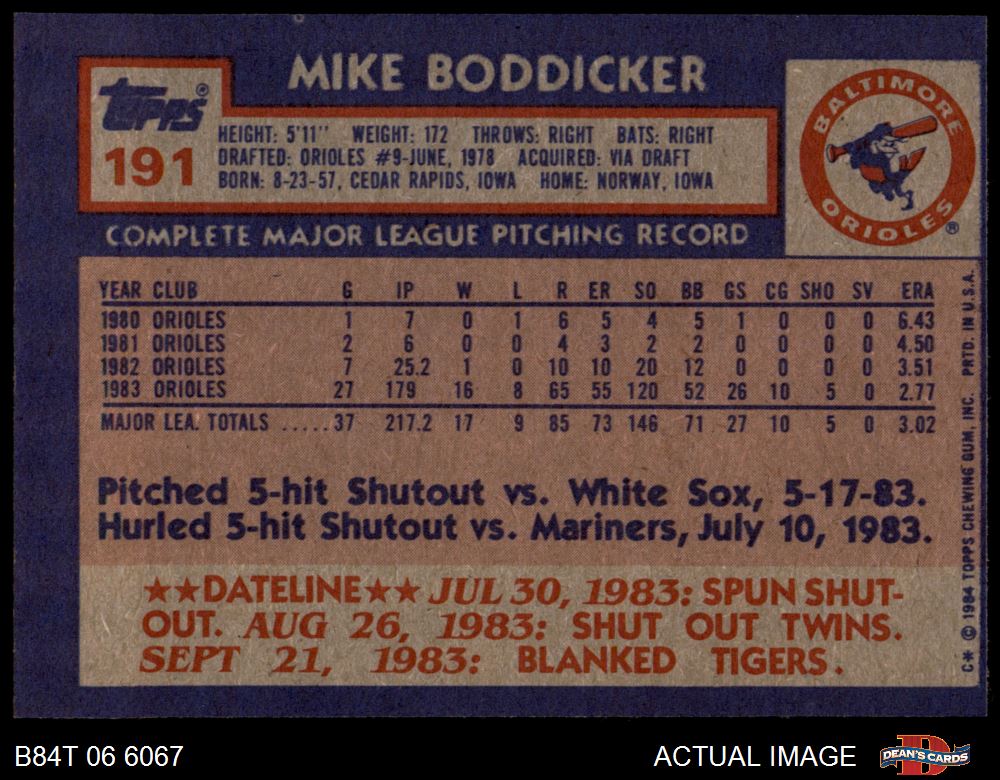 MIKE BODDICKER
Topps®
191
HEIGHT: 5'11" WEIGHT: 172 THROWS: RIGHT BATS: RIGHT
DRAFTED: ORIOLES #9-JUNE, 1978 ACQUIRED: VIA DRAFT
BORN: 8-23-57, CEDAR RAPIDS, IOWA HOME: NORWAY, IOWA
BALTIMORE
ORIOLES ®
COMPLETE MAJOR LEAGUE PITCHING RECORD
YEAR CLUB G IP W L R ER SO BB GS CG SHO SV ERA
1980 ORIOLES 1 7 0 1 6 5 4 5 1 0 0 0 6.43
1981 ORIOLES 2 6 0 0 4 3 2 2 0 0 0 0 4.50
1982 ORIOLES 7 25.2 1 0 10 10 20 12 0 0 0 0 3.51
1983 ORIOLES 27 179 16 8 65 55 120 52 26 10 5 0 2.77
MAJOR LEA. TOTALS .....37 217.2 17 9 85 73 146 71 27 10 5 0 3.02
Pitched 5-hit Shutout vs. White Sox, 5-17-83.
Hurled 5-hit Shutout vs. Mariners, July 10, 1983.
★★DATELINE★★ JUL 30, 1983: SPUN SHUT-
OUT. AUG 26, 1983: SHUT OUT TWINS.
SEPT 21, 1983: BLANKED TIGERS.
C* © 1984 TOPPS CHEWING GUM, INC. PRTD. IN U.S.A.
B84T 06 6067
ACTUAL IMAGE
DEAN'S CARDS